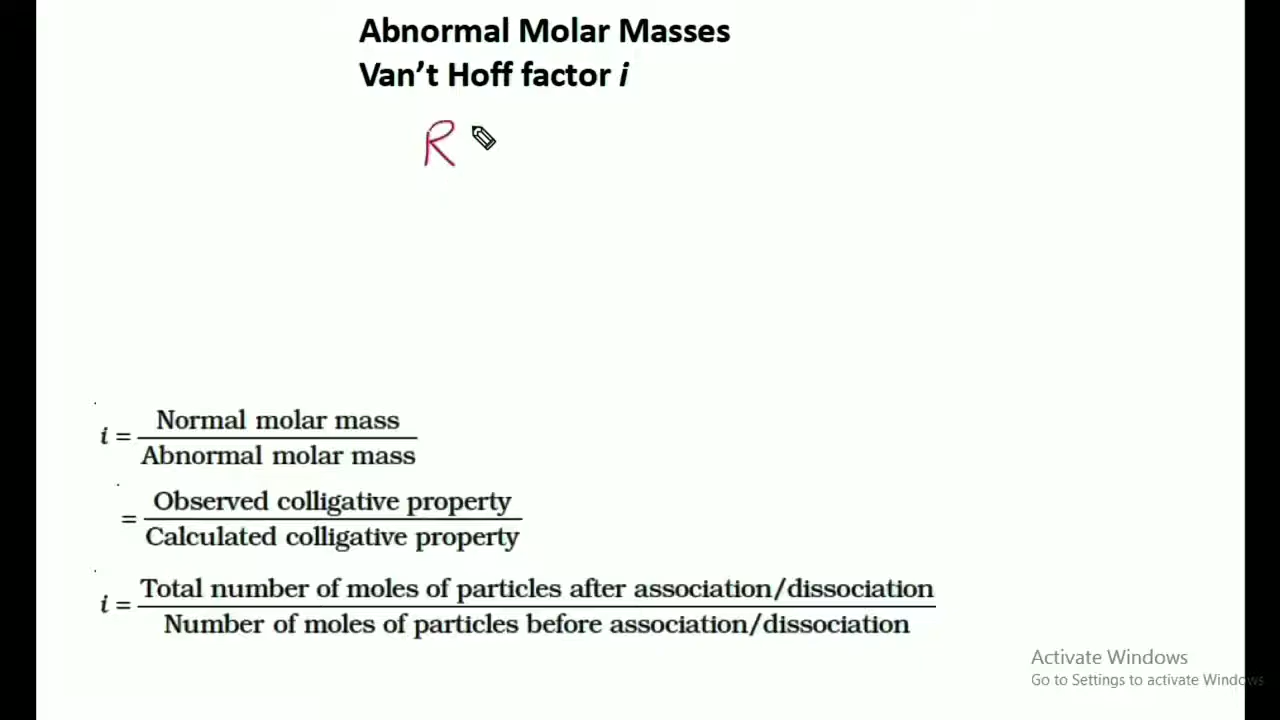 Abnormal Molar Masses
Van't Hoff factor i
R
i = Normal molar mass
Abnormal molar mass
= Observed colligative property
Calculated colligative property
i = Total number of moles of particles after association/dissociation
Number of moles of particles before association/dissociation
Activate Windows
Go to Settings to activate Windows